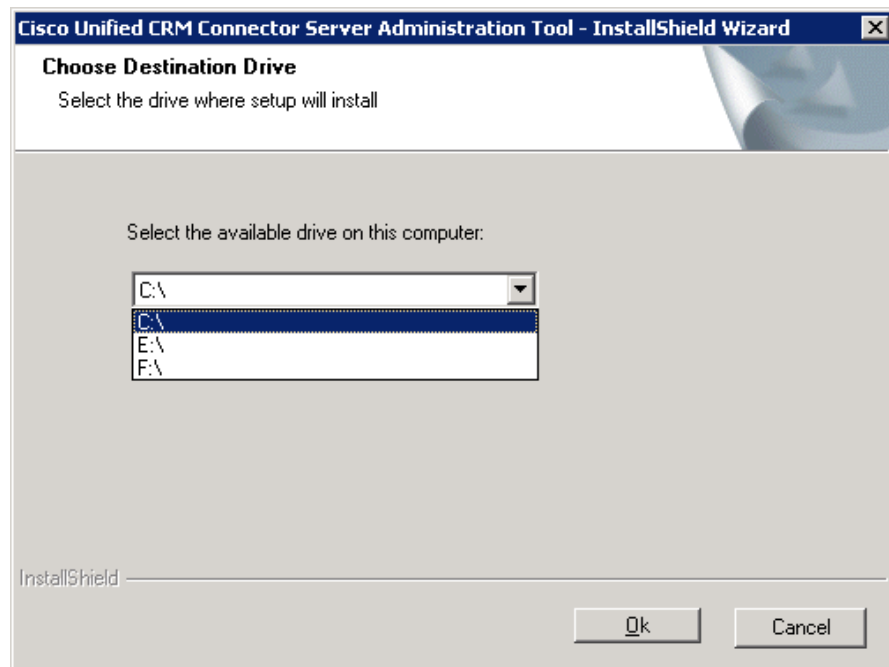 Cisco Unified CRM Connector Server Administration Tool - InstallShield Wizard
Choose Destination Drive
Select the drive where setup will install
Select the available drive on this computer:
C:\
C:\
E:\
F:\
InstallShield
Ok
Cancel